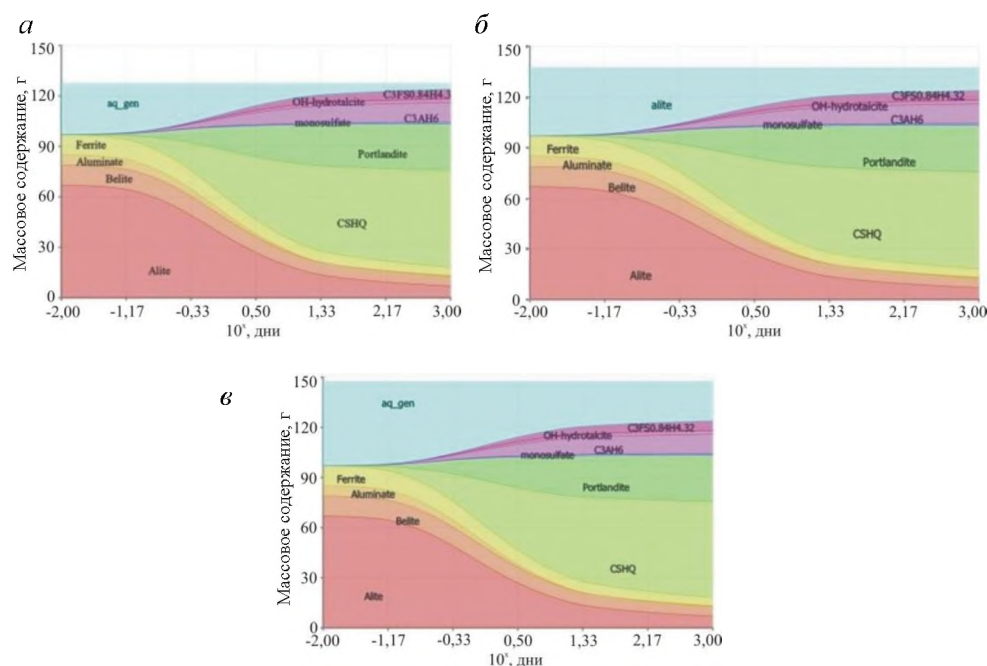 а
Массовое содержание, г
150
120
90
60
30
0
aq_gen
C3FS0.84H4.3
OH-hydrotalcite
monosulfate
C3AH6
Ferrite
Portlandite
Aluminate
Belite
CSHQ
Alite
-2,00 -1,17 -0,33 0,50 1,33 2,17 3,00
10ˣ, дни
б
Массовое содержание, г
150
120
90
60
30
0
alite
C3FS0.84H4.32
OH-hydrotalcite
monosulfate
C3AH6
Ferrite
Aluminate
Portlandite
Belite
CSHQ
Alite
-2,00 -1,17 -0,33 0,50 1,33 2,17 3,00
10ˣ, дни
в
Массовое содержание, г
150
120
90
60
30
0
aq_gen
C3FS0.84H4.32
OH-hydrotalcite
C3AH6
monosulfate
Ferrite
Portlandite
Aluminate
Belite
CSHQ
Alite
-2,00 -1,17 -0,33 0,50 1,33 2,17 3,00
10ˣ, дни